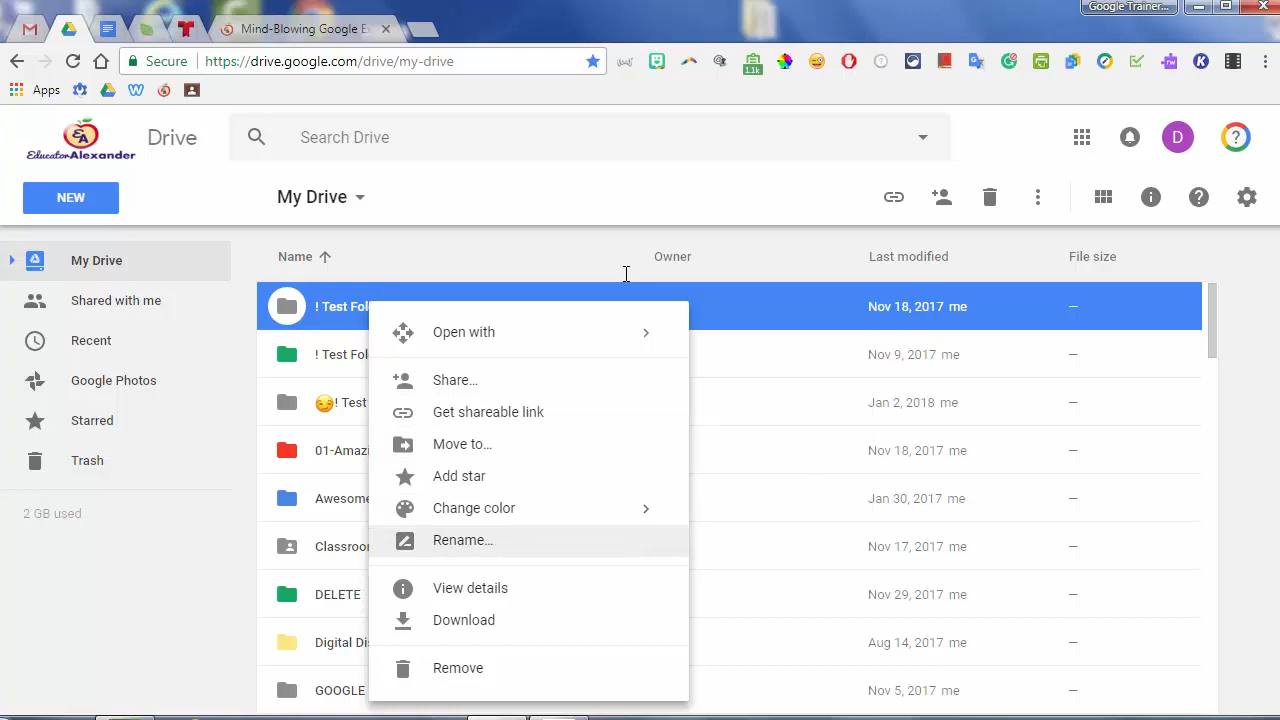 Google Trainer...
Mind-Blowing Google E
Secure https://drive.google.com/drive/my-drive
1.1k
Apps
EA
EducatorAlexander
Drive
Search Drive
D
NEW
My Drive
My Drive
Shared with me
Recent
Google Photos
Starred
Trash
2 GB used
Name Owner Last modified File size
! Test Fol Nov 18, 2017 me —
! Test Fol Nov 9, 2017 me —
😏! Test Jan 2, 2018 me —
01-Amazi Nov 18, 2017 me —
Awesome Jan 30, 2017 me —
Classroo Nov 17, 2017 me —
DELETE Nov 29, 2017 me —
Digital Di Aug 14, 2017 me —
GOOGLE Nov 5, 2017 me —
Open with
Share...
Get shareable link
Move to...
Add star
Change color
Rename...
View details
Download
Remove